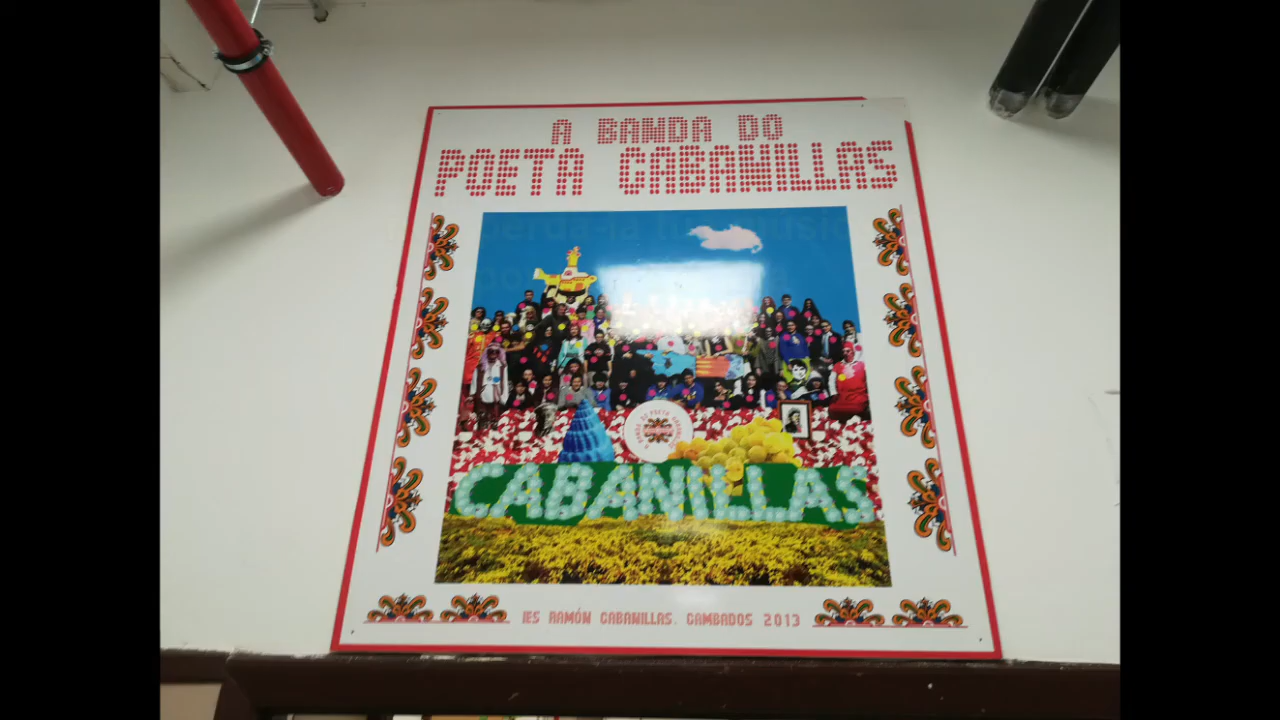 A BANDA DO
POETA CABANILLAS
CABANILLAS
IES RAMÓN CABANILLAS. CAMBADOS 2013